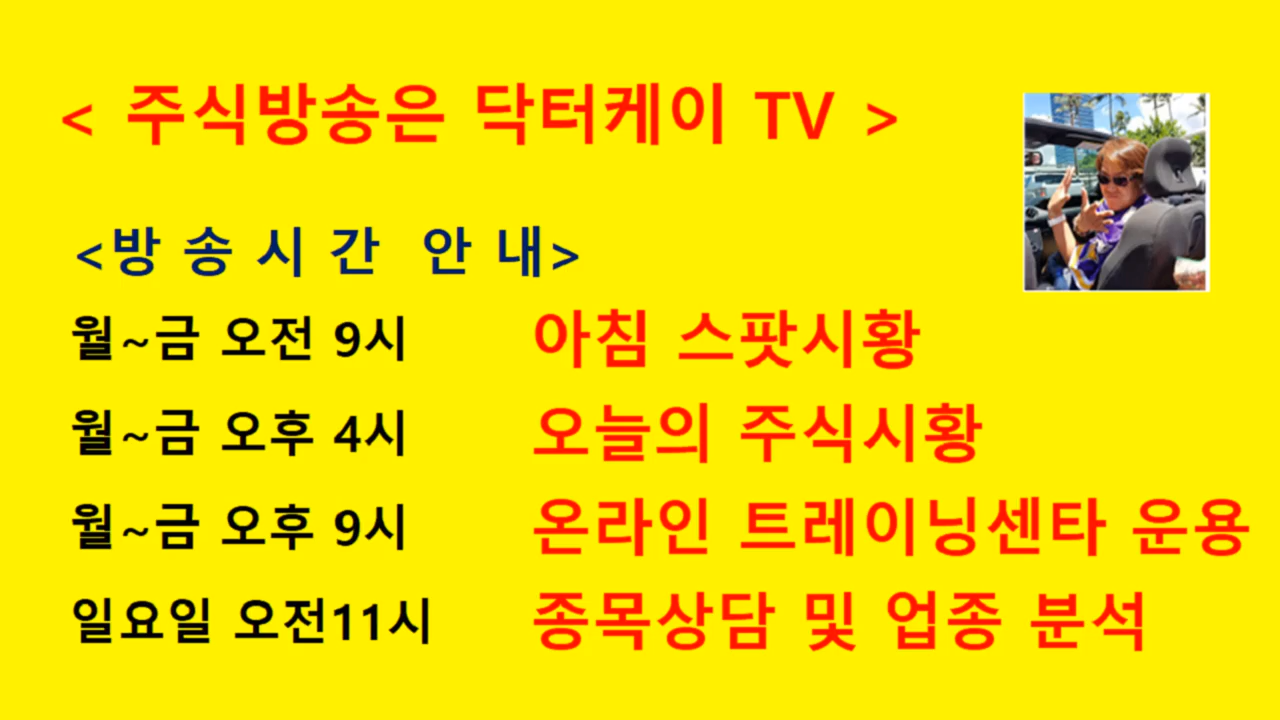 < 주식방송은 닥터케이 TV >
<방 송 시 간 안 내>
월~금 오전 9시 아침 스팟시황
월~금 오후 4시 오늘의 주식시황
월~금 오후 9시 온라인 트레이닝센타 운용
일요일 오전11시 종목상담 및 업종 분석